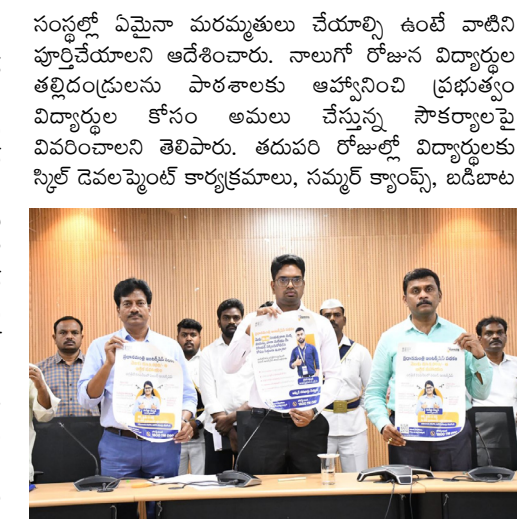 సంస్థల్లో ఏమైనా మరమ్మతులు చేయాల్సి ఉంటే వాటిని
పూర్తిచేయాలని ఆదేశించారు. నాలుగో రోజున విద్యార్థుల
తల్లిదండ్రులను పాఠశాలకు ఆహ్వానించి ప్రభుత్వం
విద్యార్థుల కోసం అమలు చేస్తున్న సౌకర్యాలపై
వివరించాలని తెలిపారు. తదుపరి రోజుల్లో విద్యార్థులకు
స్కిల్ డెవలప్మెంట్ కార్యక్రమాలు, సమ్మర్ క్యాంప్స్, బడిబాట